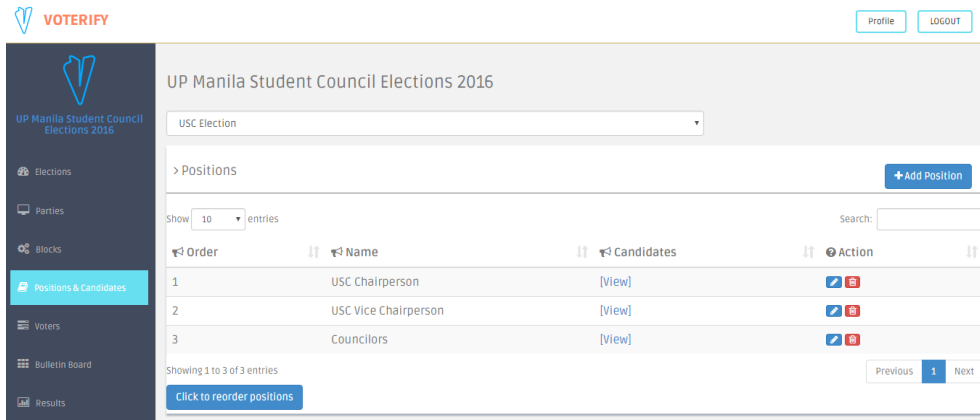 VOTERIFY
Profile
LOGOUT
UP Manila Student Council
Elections 2016
Elections
Parties
Blocks
Positions & Candidates
Voters
Bulletin Board
Results
UP Manila Student Council Elections 2016
USC Election
> Positions
+Add Position
Show 10 entries
Search:
Order Name Candidates Action
1 USC Chairperson [View]
2 USC Vice Chairperson [View]
3 Councilors [View]
Showing 1 to 3 of 3 entries
Previous 1 Next
Click to reorder positions